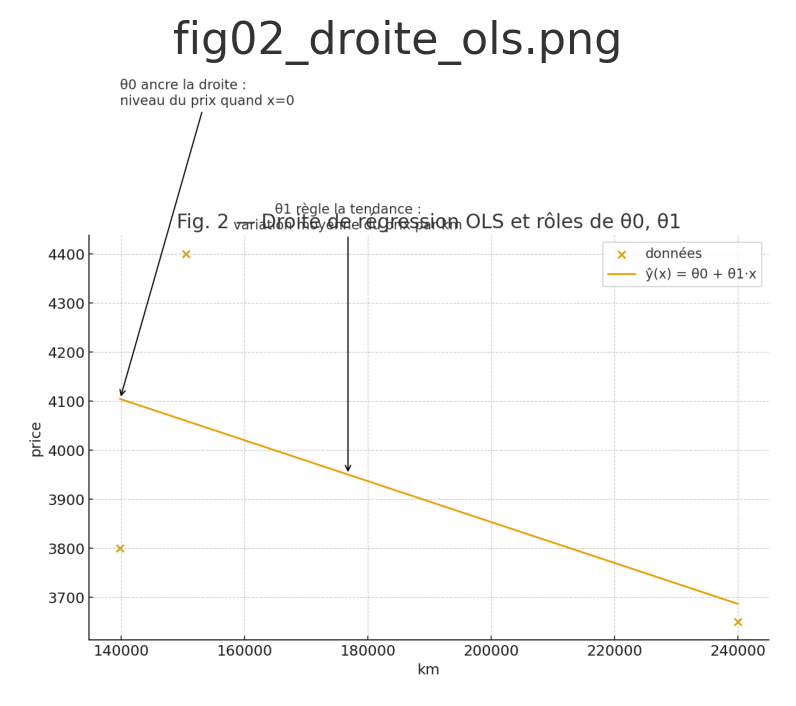 fig02_droite_ols.png
θ0 ancre la droite :
niveau du prix quand x=0
θ1 règle la tendance :
variation moyenne du prix par km
Fig. 2 — Droite de régression OLS et rôles de θ0, θ1
données
ŷ(x) = θ0 + θ1·x
4400
4300
4200
4100
4000
3900
3800
3700
price
140000 160000 180000 200000 220000 240000
km